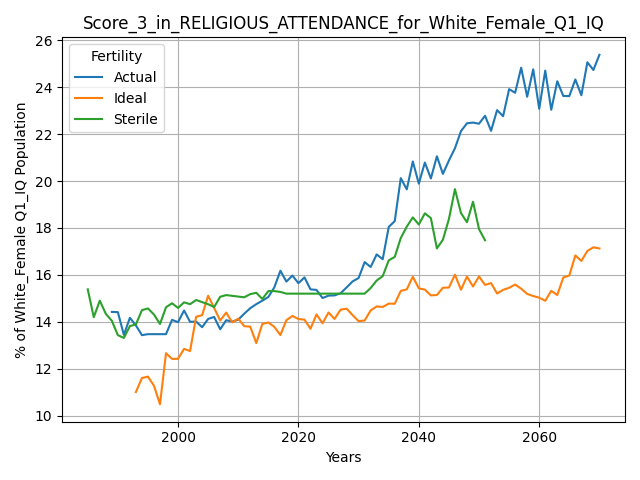 Score_3_in_RELIGIOUS_ATTENDANCE_for_White_Female_Q1_IQ
Fertility
Actual
Ideal
Sterile
% of White_Female Q1_IQ Population
26
24
22
20
18
16
14
12
10
2000 2020 2040 2060
Years